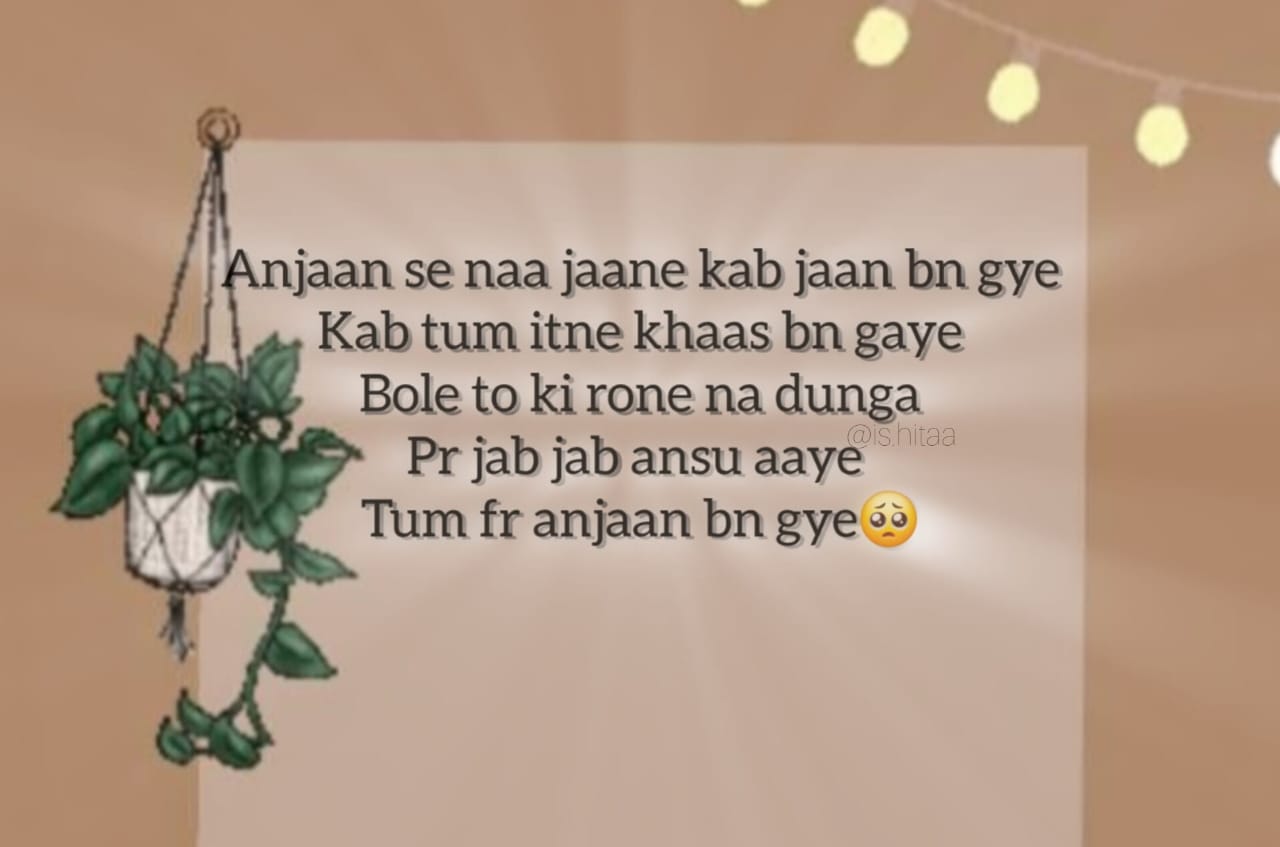 Anjaan se naa jaane kab jaan bn gye
Kab tum itne khaas bn gaye
Bole to ki rone na dunga
@is.hitaa
Pr jab jab ansu aaye
Tum fr anjaan bn gye🥺